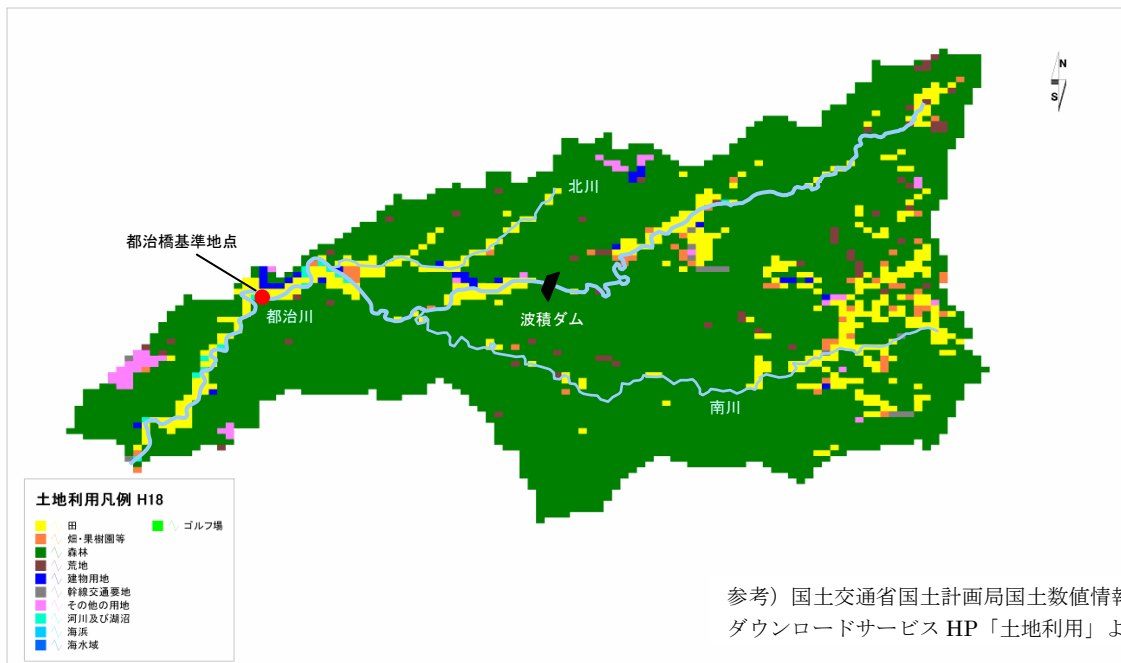 N
S
北川
都治橋基準地点
都治川
波積ダム
南川
土地利用凡例 H18
田
ゴルフ場
畑・果樹園等
森林
荒地
建物用地
幹線交通要地
その他の用地
河川及び湖沼
海浜
海水域
参考）国土交通省国土計画局国土数値情報
ダウンロードサービス HP「土地利用」よ